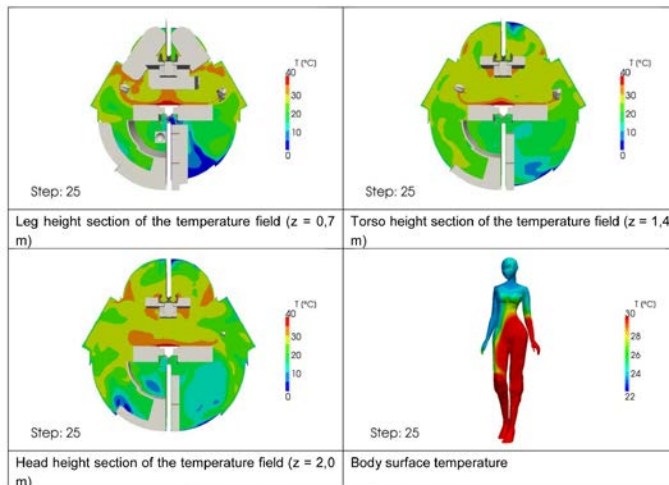 T (°C)
40
30
20
10
0
Step: 25
T (°C)
40
30
20
10
0
Step: 25
Leg height section of the temperature field (z = 0,7
m)
Torso height section of the temperature field (z = 1,4
m)
T (°C)
40
30
20
10
0
Step: 25
T (°C)
30
28
26
24
22
Step: 25
Head height section of the temperature field (z = 2,0
m)
Body surface temperature